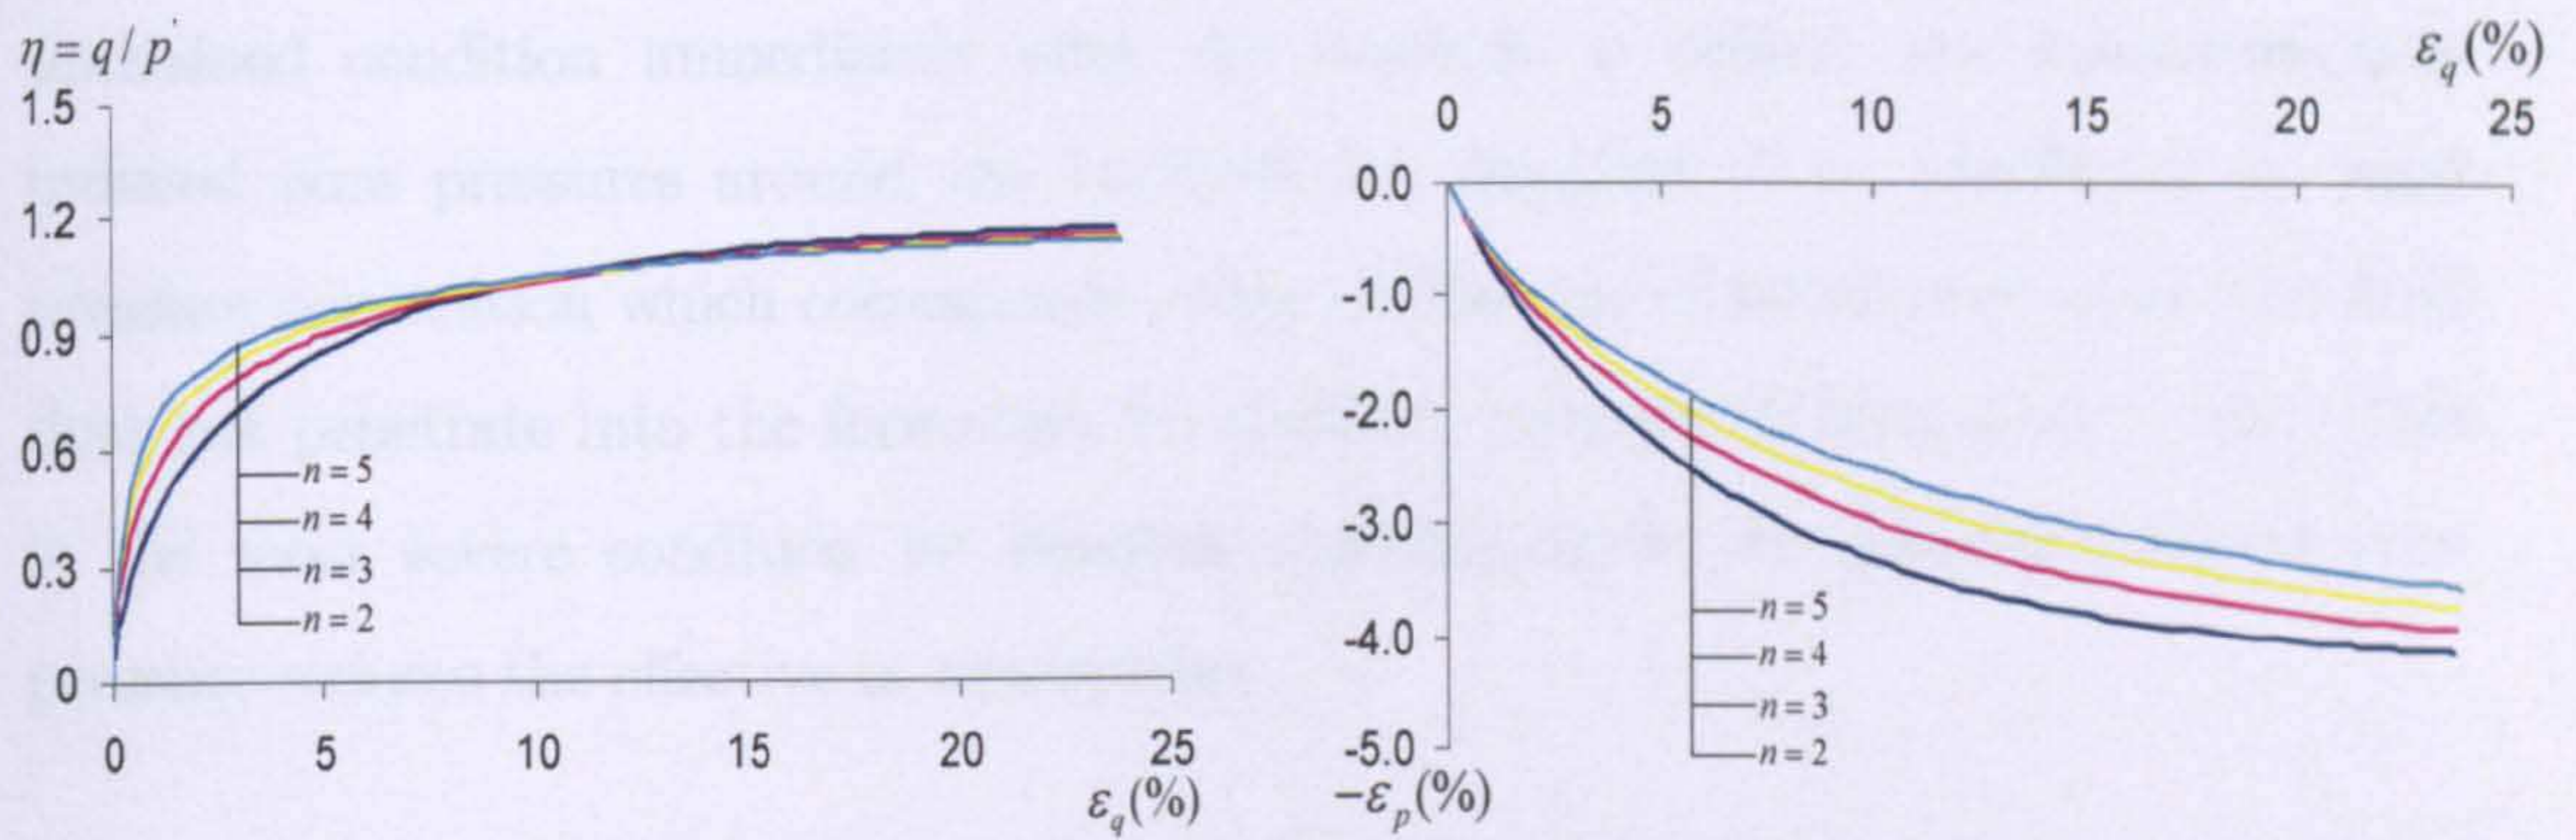 η = q / p'
1.5
1.2
0.9
0.6
0.3
0
n = 5
n = 4
n = 3
n = 2
0 5 10 15 20 25
ε_q(%)
ε_q(%)
0 5 10 15 20 25
0.0
-1.0
-2.0
-3.0
-4.0
-5.0
n = 5
n = 4
n = 3
n = 2
−ε_p(%)